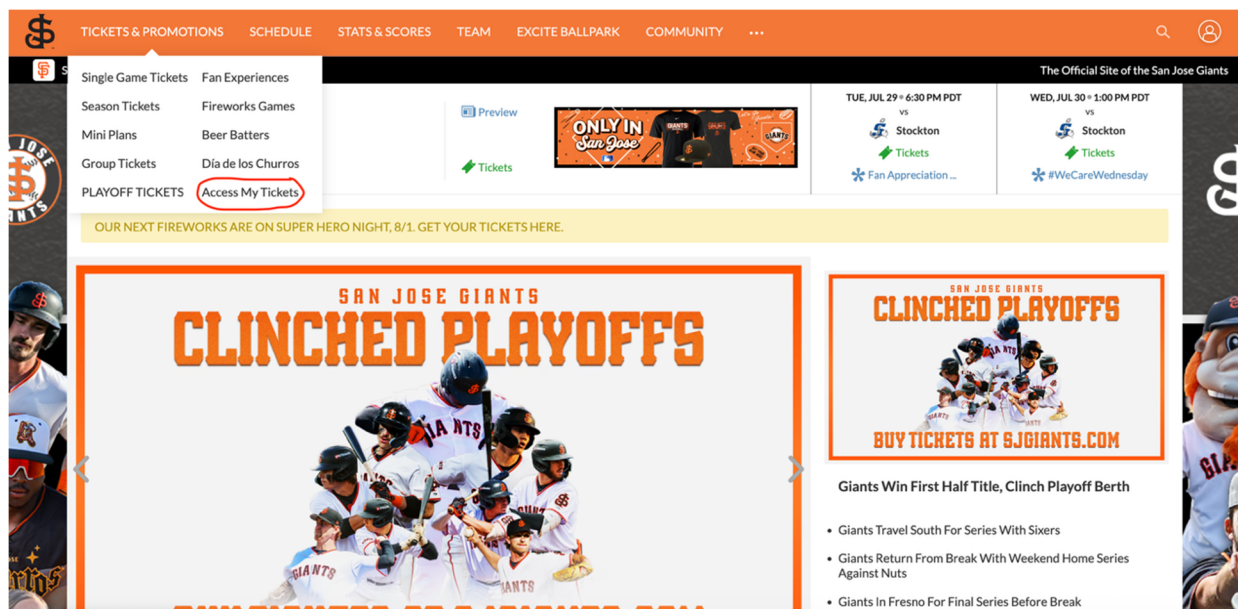 TICKETS & PROMOTIONS SCHEDULE STATS & SCORES TEAM EXCITE BALLPARK COMMUNITY ...
The Official Site of the San Jose Giants
Single Game Tickets Fan Experiences
Season Tickets Fireworks Games
Mini Plans Beer Batters
Group Tickets Día de los Churros
PLAYOFF TICKETS Access My Tickets
Preview
Tickets
ONLY IN
San Jose
GIANTS
TUE, JUL 29 • 6:30 PM PDT
vs
Stockton
Tickets
Fan Appreciation ...
WED, JUL 30 • 1:00 PM PDT
vs
Stockton
Tickets
#WeCareWednesday
OUR NEXT FIREWORKS ARE ON SUPER HERO NIGHT, 8/1. GET YOUR TICKETS HERE.
SAN JOSE GIANTS
CLINCHED PLAYOFFS
GIANTS
SAN JOSE GIANTS
CLINCHED PLAYOFFS
BUY TICKETS AT SJGIANTS.COM
Giants Win First Half Title, Clinch Playoff Berth
• Giants Travel South For Series With Sixers
• Giants Return From Break With Weekend Home Series
Against Nuts
• Giants In Fresno For Final Series Before Break